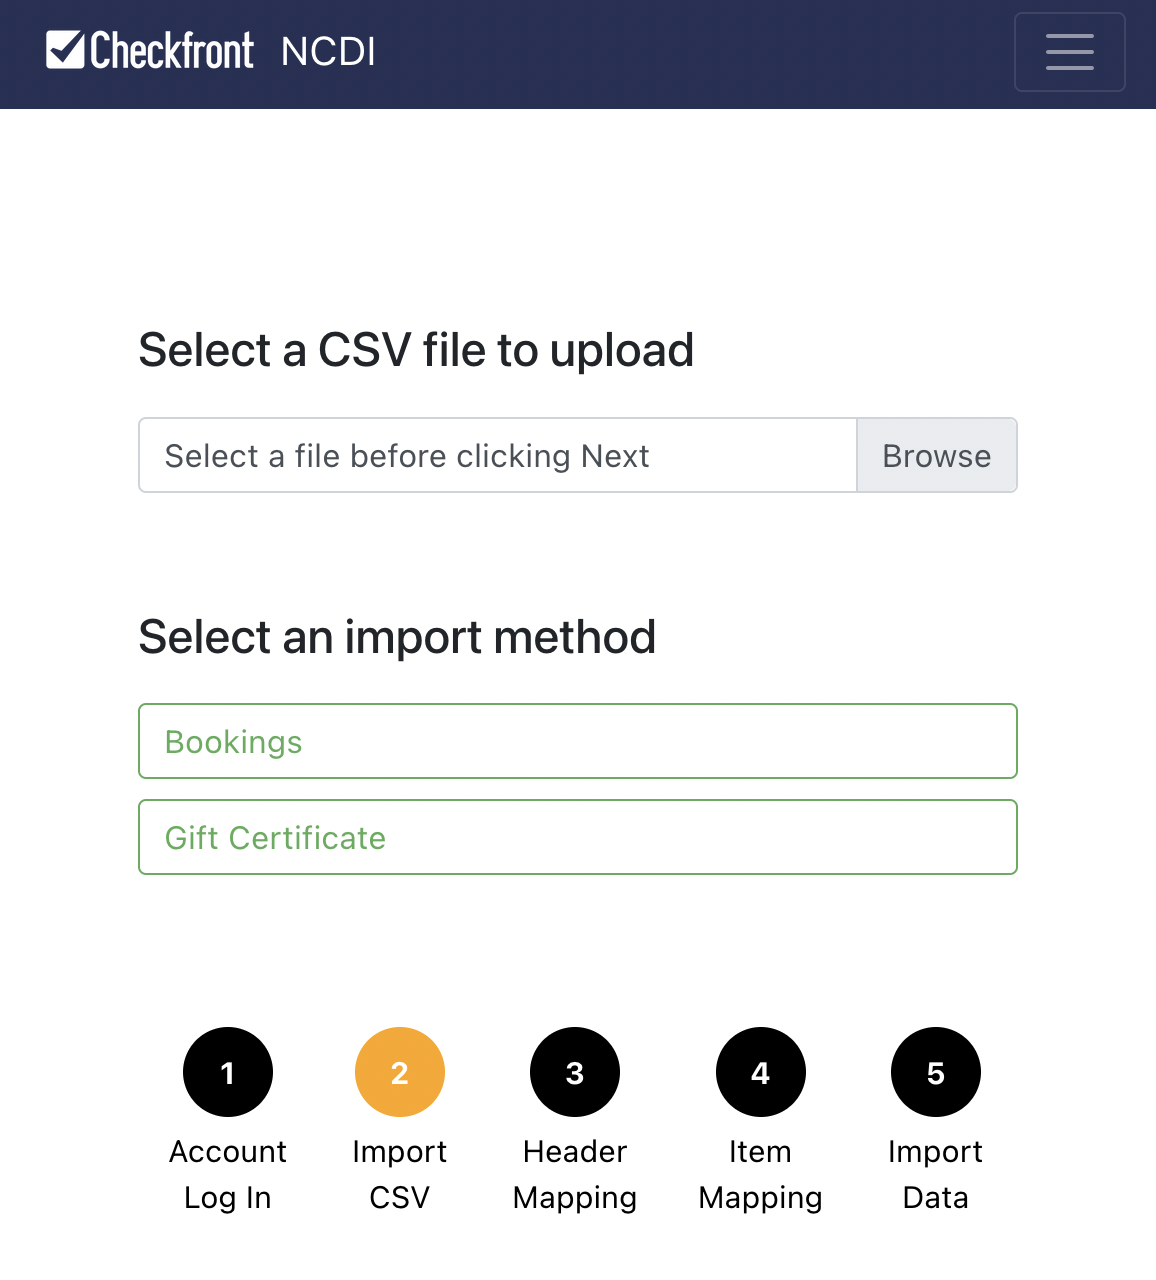 Checkfront NCDI
Select a CSV file to upload
Select a file before clicking Next Browse
Select an import method
Bookings
Gift Certificate
1 2 3 4 5
Account Import Header Item Import
Log In CSV Mapping Mapping Data